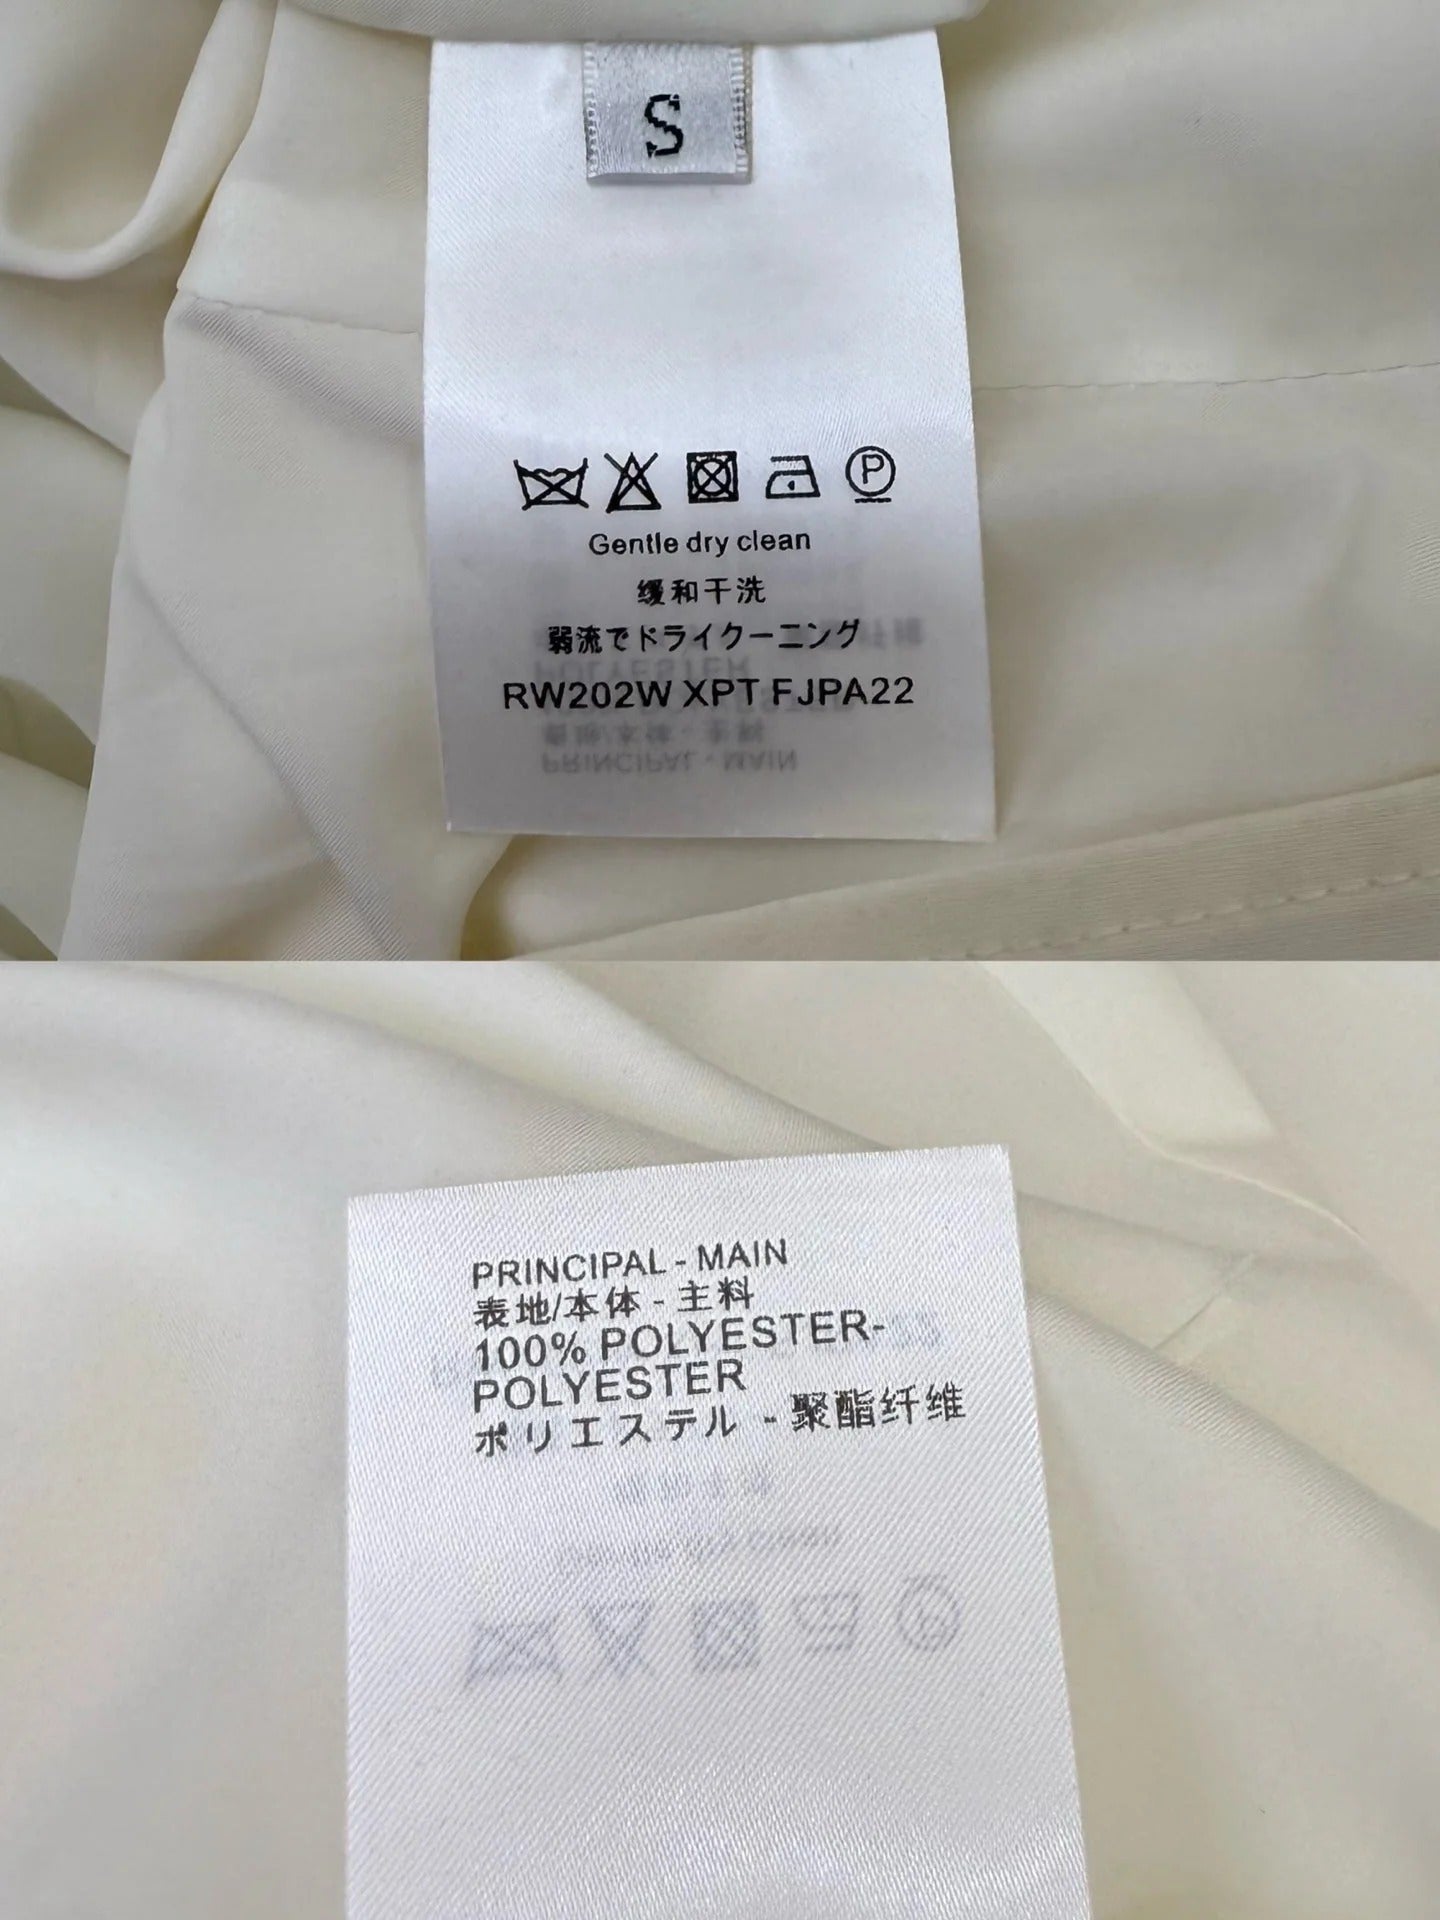 S
P
Gentle dry clean
缓和干洗
弱流でドライクーニング
RW202W XPT FJPA22
PRINCIPAL - MAIN
表地/本体 - 主料
100% POLYESTER-
POLYESTER
ポリエステル - 聚酯纤维